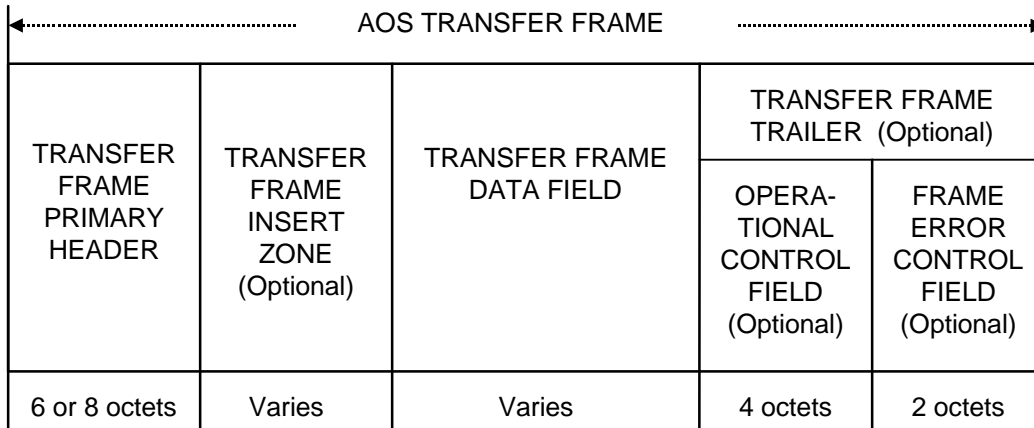 AOS TRANSFER FRAME
TRANSFER
FRAME
PRIMARY
HEADER
TRANSFER
FRAME
INSERT
ZONE
(Optional)
TRANSFER FRAME
DATA FIELD
TRANSFER FRAME
TRAILER (Optional)
OPERA-
TIONAL
CONTROL
FIELD
(Optional)
FRAME
ERROR
CONTROL
FIELD
(Optional)
6 or 8 octets
Varies
Varies
4 octets
2 octets